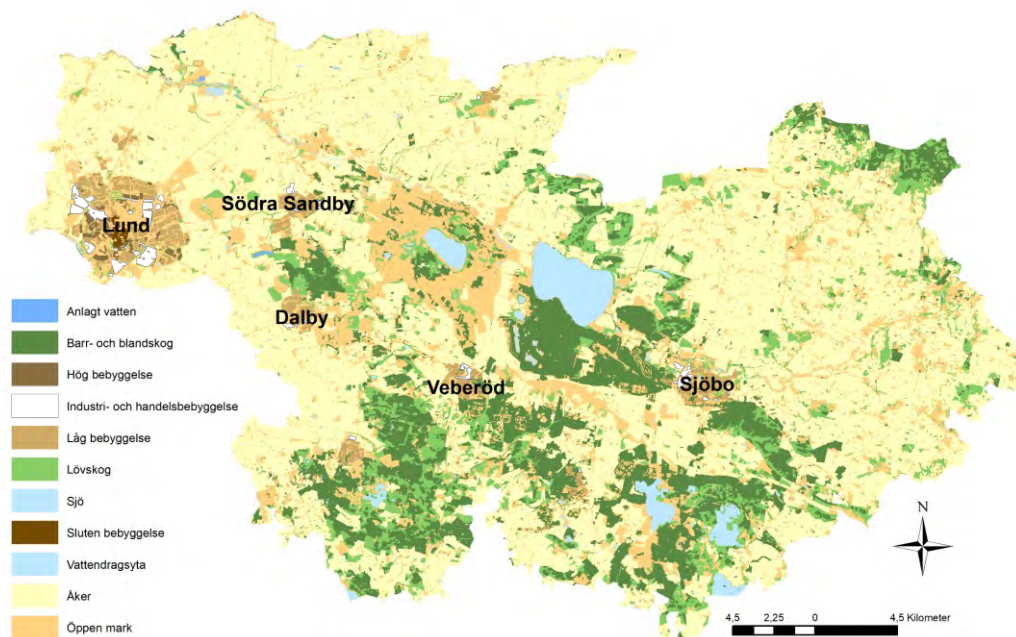 Lund
Södra Sandby
Dalby
Veberöd
Sjöbo
Anlagt vatten
Barr- och blandskog
Hög bebyggelse
Industri- och handelsbebyggelse
Låg bebyggelse
Lövskog
Sjö
Sluten bebyggelse
Vattendragsyta
Åker
Öppen mark
N
4,5 2,25 0 4,5 Kilometer